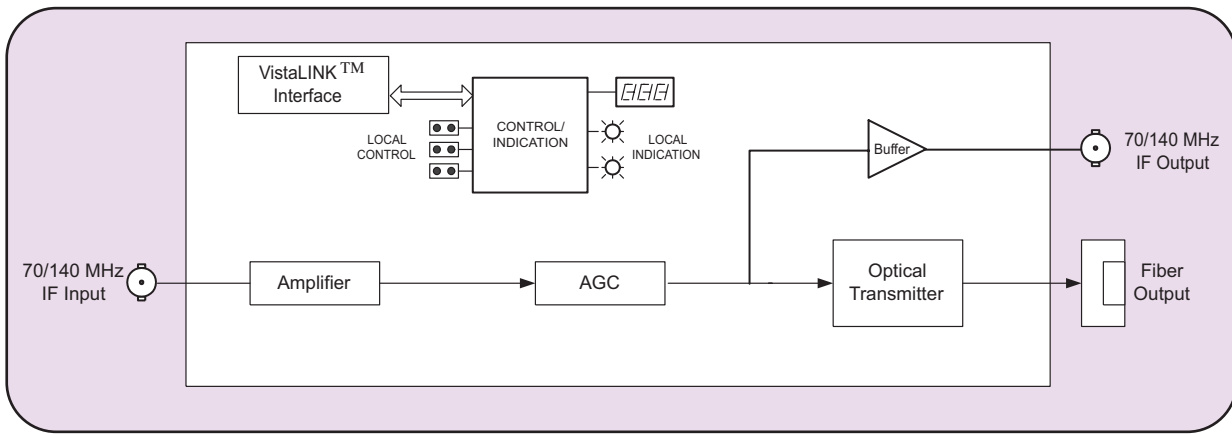 VistaLINK™
Interface
LOCAL
CONTROL
CONTROL/
INDICATION
LOCAL
INDICATION
Buffer
70/140 MHz
IF Output
70/140 MHz
IF Input
Amplifier
AGC
Optical
Transmitter
Fiber
Output